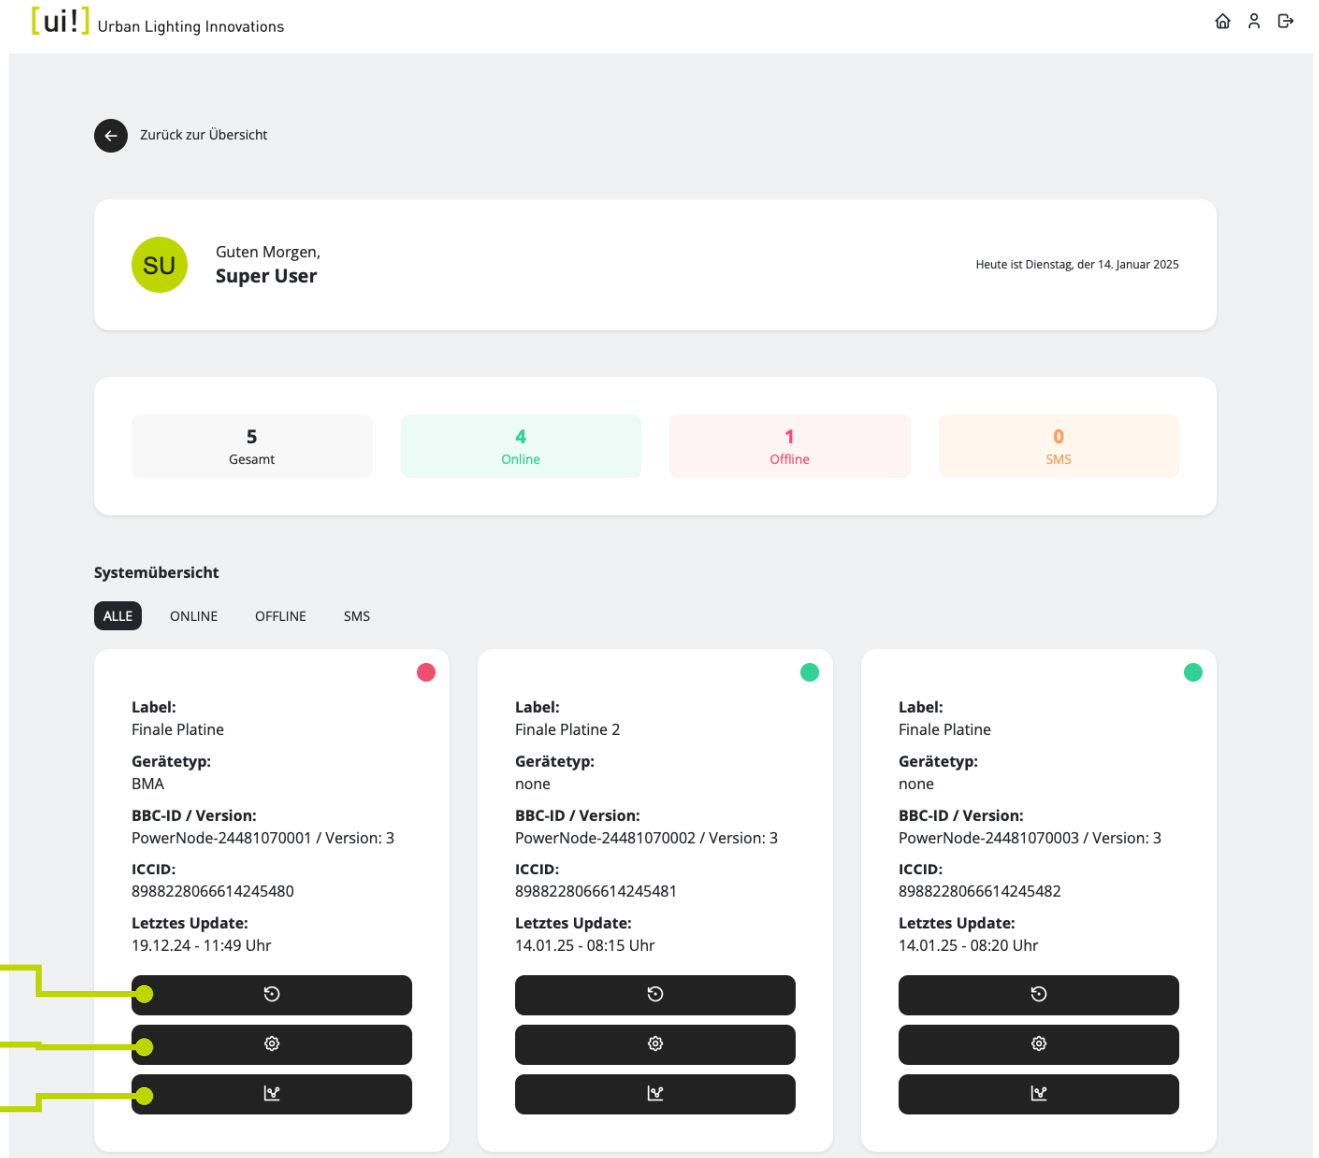 [ui!] Urban Lighting Innovations
Zurück zur Übersicht
SU
Guten Morgen,
Super User
Heute ist Dienstag, der 14. Januar 2025
5
Gesamt
4
Online
1
Offline
0
SMS
Systemübersicht
ALLE ONLINE OFFLINE SMS
Label:
Finale Platine
Gerätetyp:
BMA
BBC-ID / Version:
PowerNode-24481070001 / Version: 3
ICCID:
8988228066614245480
Letztes Update:
19.12.24 - 11:49 Uhr
Label:
Finale Platine 2
Gerätetyp:
none
BBC-ID / Version:
PowerNode-24481070002 / Version: 3
ICCID:
8988228066614245481
Letztes Update:
14.01.25 - 08:15 Uhr
Label:
Finale Platine
Gerätetyp:
none
BBC-ID / Version:
PowerNode-24481070003 / Version: 3
ICCID:
8988228066614245482
Letztes Update:
14.01.25 - 08:20 Uhr